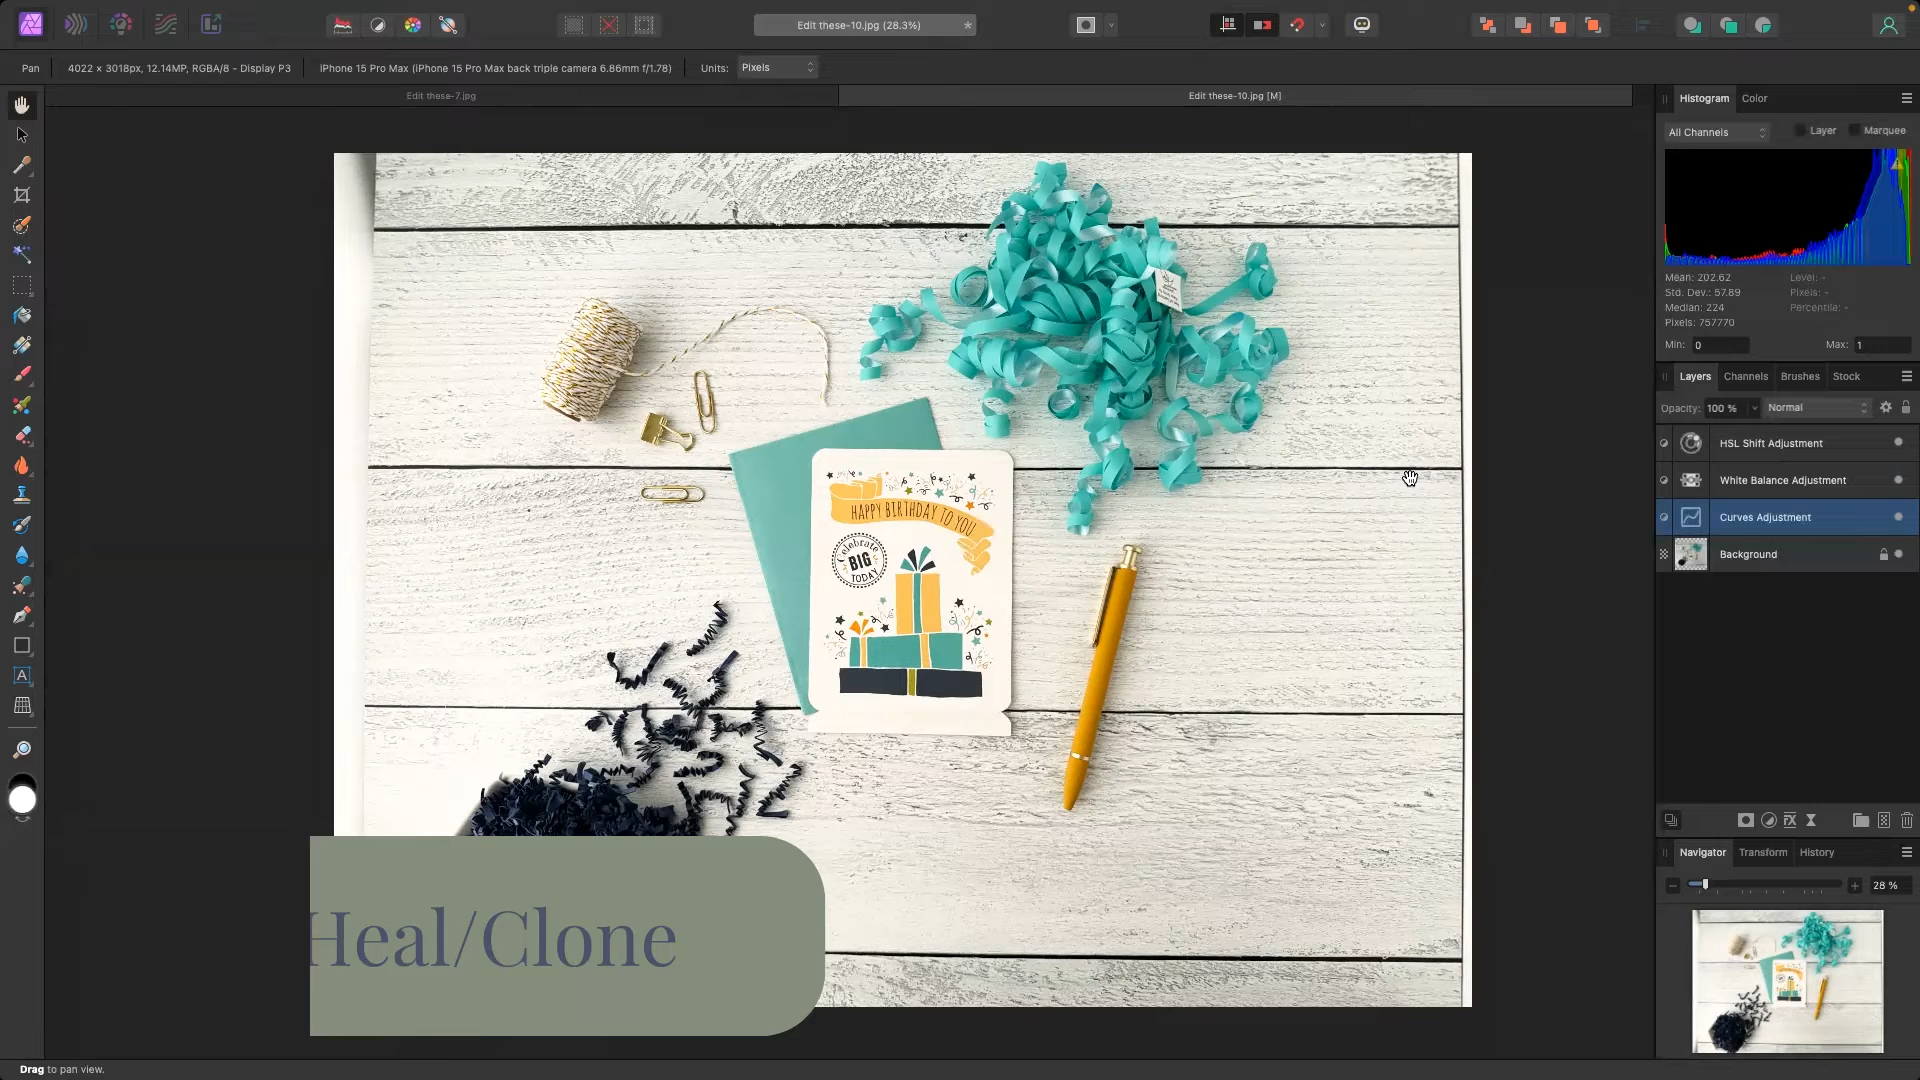 Edit these-10.jpg (28.3%)
*
Pan
4022 × 3018px, 12.14MP, RGBA/8 - Display P3
iPhone 15 Pro Max (iPhone 15 Pro Max back triple camera 6.86mm f/1.78)
Units:
Pixels
Edit these-7.jpg
Edit these-10.jpg [M]
Histogram
Color
All Channels
Layer
Marquee
Mean: 202.62
Std. Dev.: 57.89
Median: 224
Pixels: 757770
Level: -
Pixels: -
Percentile: -
Min: 0
Max: 1
Layers
Channels
Brushes
Stock
Opacity: 100 %
Normal
HSL Shift Adjustment
White Balance Adjustment
Curves Adjustment
Background
Navigator
Transform
History
28 %
HAPPY BIRTHDAY TO YOU
Celebrate
BIG
TODAY
Heal/Clone
Drag to pan view.